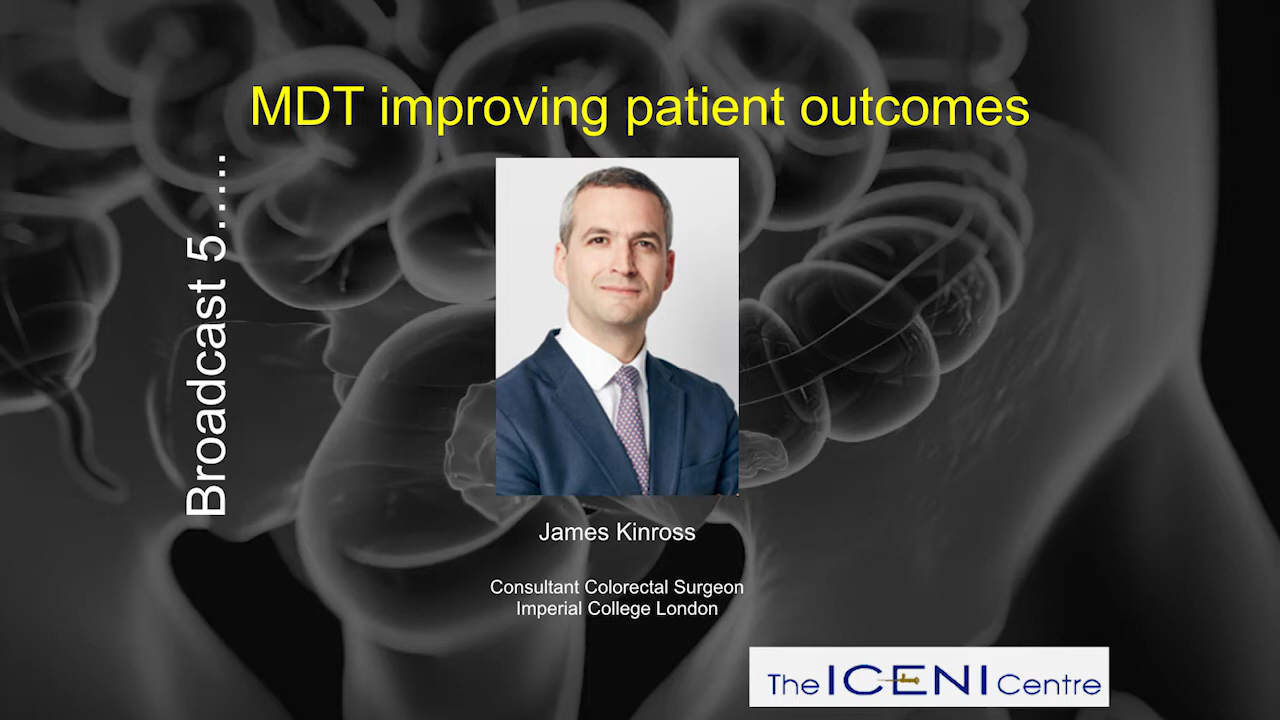 MDT improving patient outcomes
Broadcast 5.....
James Kinross
Consultant Colorectal Surgeon
Imperial College London
The ICENI Centre